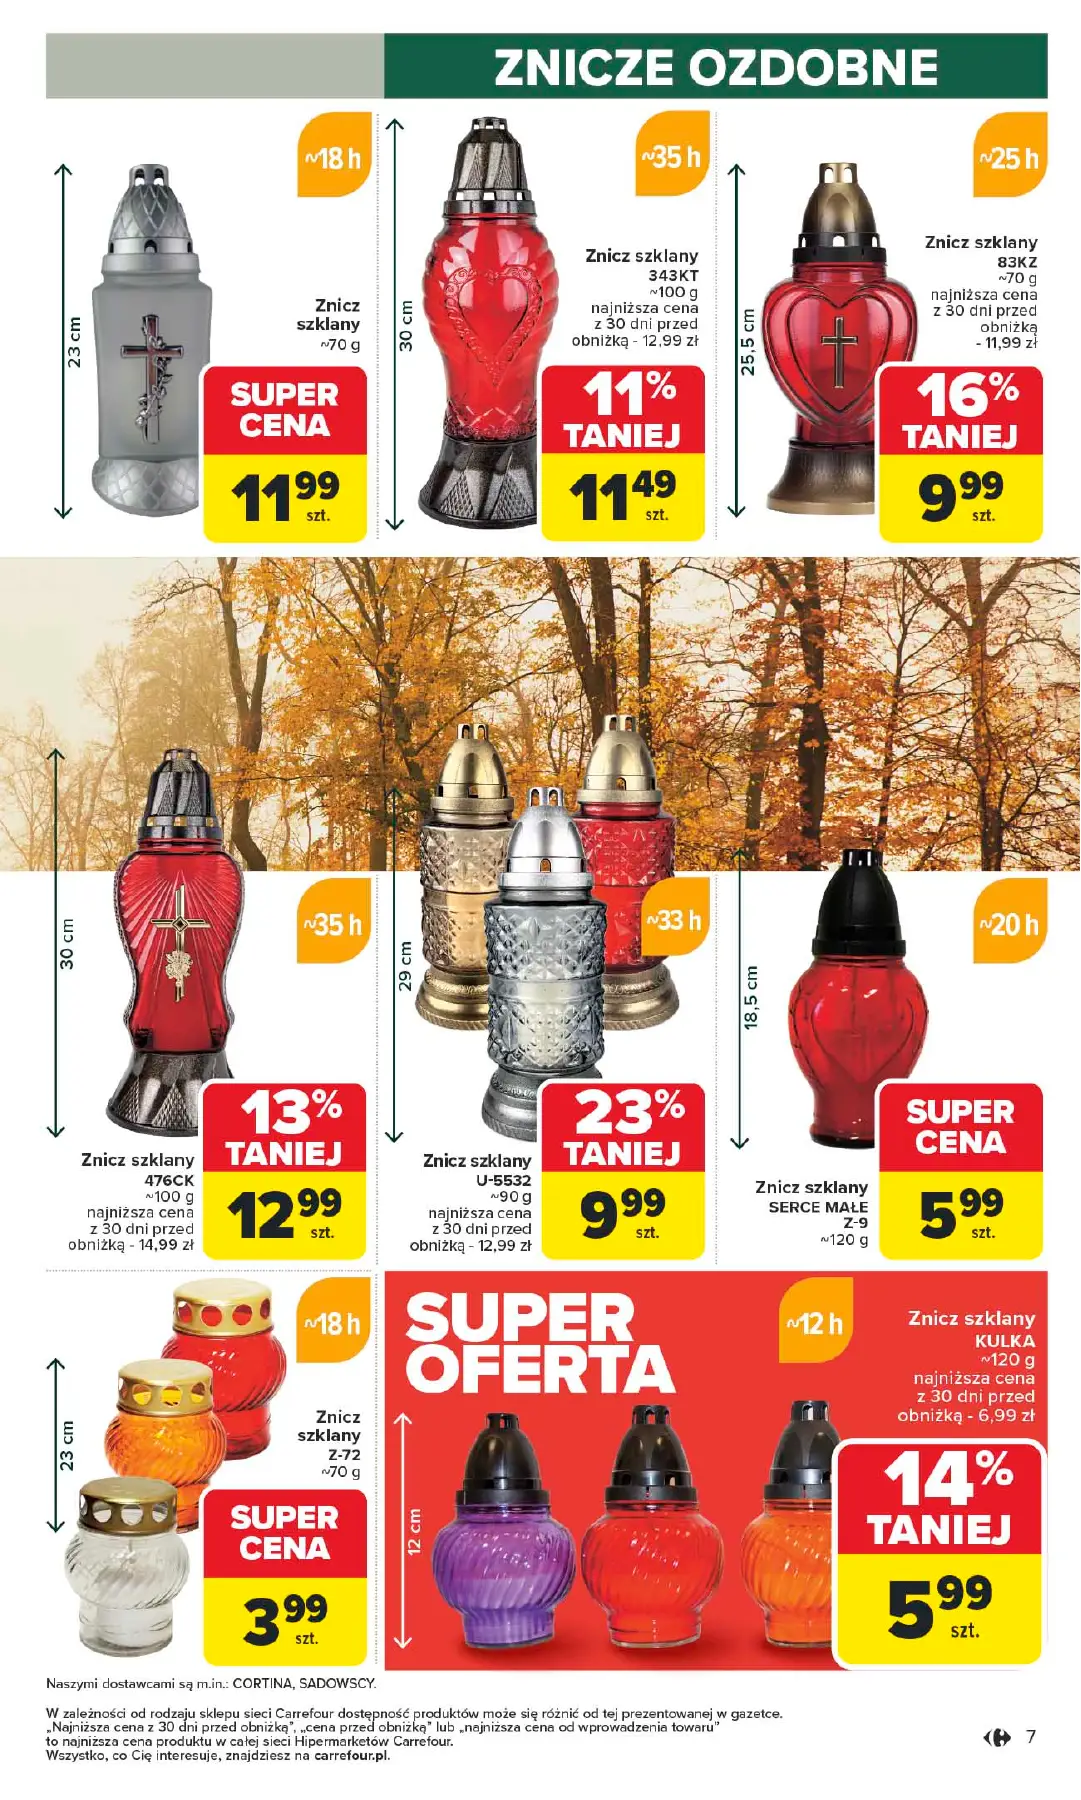 ZNICZE OZDOBNE
~18 h
23 cm
Znicz
szklany
~70 g
SUPER
CENA
11 99
szt.
~35 h
30 cm
Znicz szklany
343KT
~100 g
najniższa cena
z 30 dni przed
obniżką - 12,99 zł
11%
TANIEJ
11 49
szt.
~25 h
25,5 cm
Znicz szklany
83KZ
~70 g
najniższa cena
z 30 dni przed
obniżką
- 11,99 zł
16%
TANIEJ
9 99
szt.
~35 h
30 cm
13%
TANIEJ
Znicz szklany
476CK
~100 g
najniższa cena
z 30 dni przed
obniżką - 14,99 zł
12 99
szt.
~33 h
29 cm
23%
TANIEJ
Znicz szklany
U-5532
~90 g
najniższa cena
z 30 dni przed
obniżką - 12,99 zł
9 99
szt.
~20 h
18,5 cm
SUPER
CENA
Znicz szklany
SERCE MAŁE
Z-9
~120 g
5 99
szt.
~18 h
23 cm
Znicz
szklany
Z-72
~70 g
SUPER
CENA
3 99
szt.
SUPER
OFERTA
~12 h
12 cm
Znicz szklany
KULKA
~120 g
najniższa cena
z 30 dni przed
obniżką - 6,99 zł
14%
TANIEJ
5 99
szt.
Naszymi dostawcami są m.in.: CORTINA, SADOWSCY.
W zależności od rodzaju sklepu sieci Carrefour dostępność produktów może się różnić od tej prezentowanej w gazetce.
„Najniższa cena z 30 dni przed obniżką”, „cena przed obniżką” lub „najniższa cena od wprowadzenia towaru”
to najniższa cena produktu w całej sieci Hipermarketów Carrefour.
Wszystko, co Cię interesuje, znajdziesz na carrefour.pl.
7